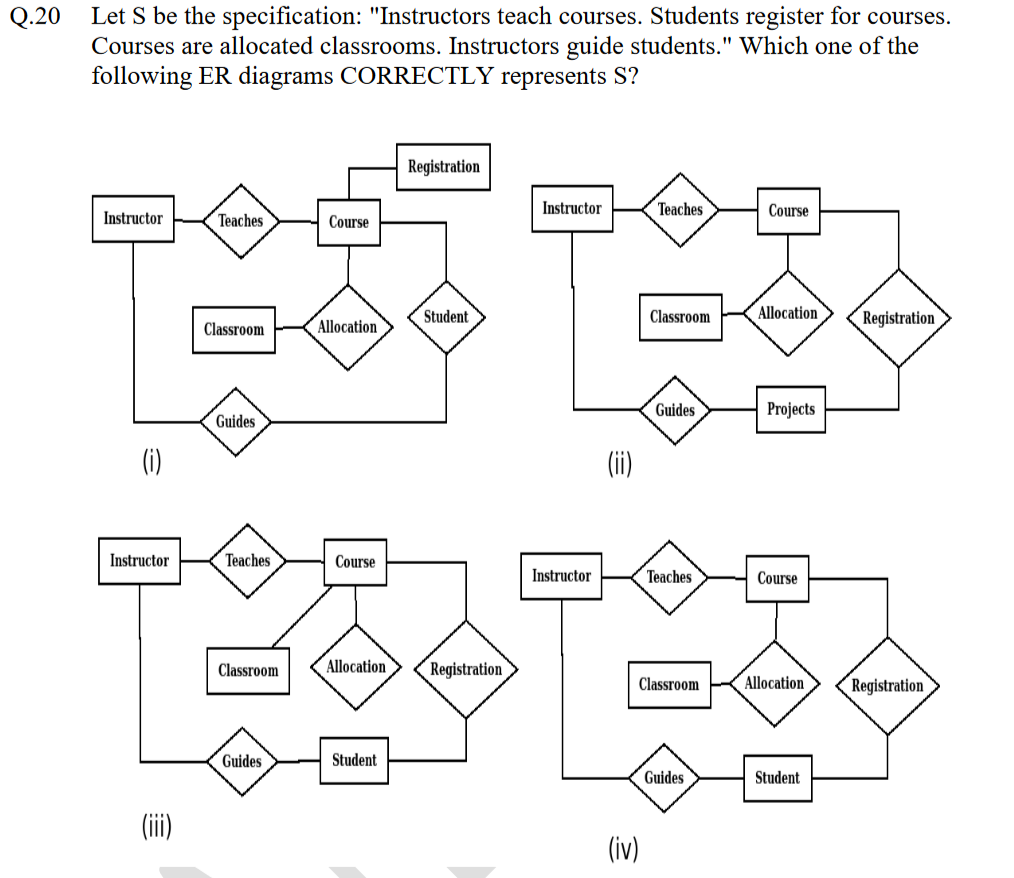 Q.20 Let S be the specification: "Instructors teach courses. Students register for courses.
Courses are allocated classrooms. Instructors guide students." Which one of the
following ER diagrams CORRECTLY represents S?
Registration
Instructor
Teaches
Course
Classroom
Allocation
Student
Guides
(i)
Instructor
Teaches
Course
Classroom
Allocation
Registration
Guides
Projects
(ii)
Instructor
Teaches
Course
Classroom
Allocation
Registration
Guides
Student
(iii)
Instructor
Teaches
Course
Classroom
Allocation
Registration
Guides
Student
(iv)